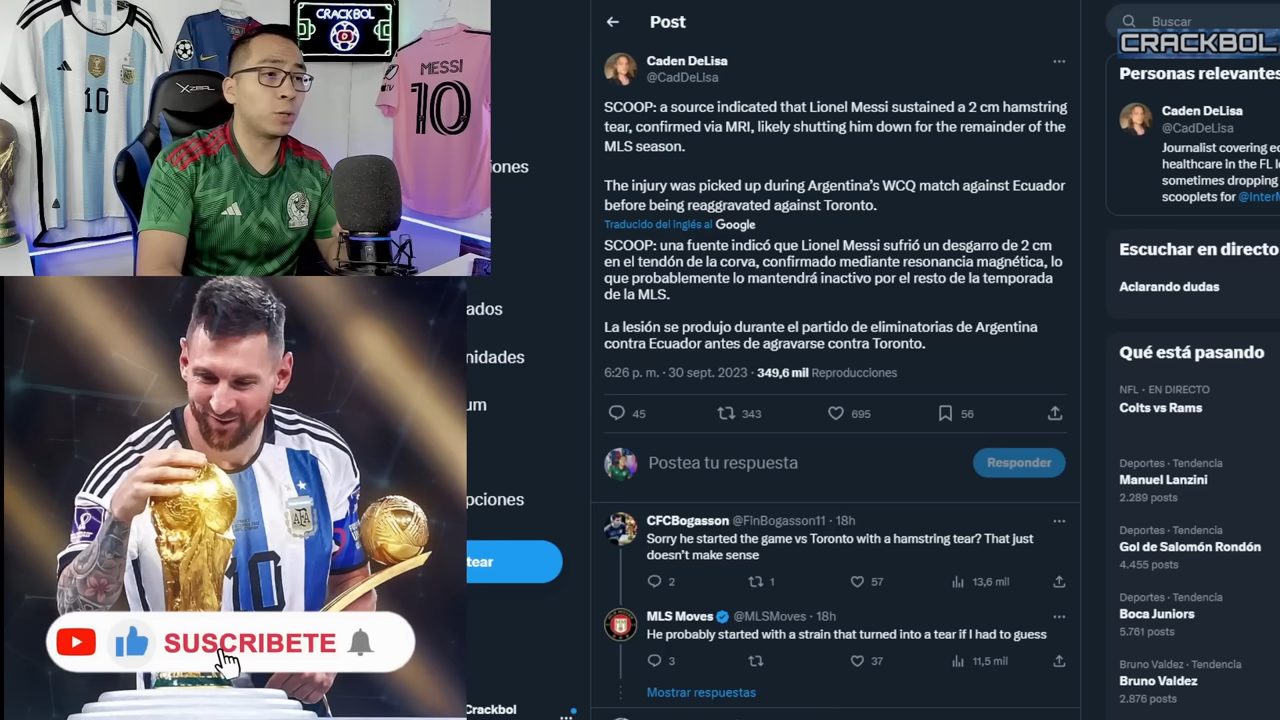 CRACKBOL
10
XZEAL
MESSI
10
tv
SUSCRIBETE
iones
ados
nidades
um
pciones
tear
Crackbol
Post
Caden DeLisa
@CadDeLisa
SCOOP: a source indicated that Lionel Messi sustained a 2 cm hamstring
tear, confirmed via MRI, likely shutting him down for the remainder of the
MLS season.
The injury was picked up during Argentina's WCQ match against Ecuador
before being reaggravated against Toronto.
Traducido del inglés al Google
SCOOP: una fuente indicó que Lionel Messi sufrió un desgarro de 2 cm
en el tendón de la corva, confirmado mediante resonancia magnética, lo
que probablemente lo mantendrá inactivo por el resto de la temporada
de la MLS.
La lesión se produjo durante el partido de eliminatorias de Argentina
contra Ecuador antes de agravarse contra Toronto.
6:26 p. m. · 30 sept. 2023 · 349,6 mil Reproducciones
45 343 695 56
Postea tu respuesta
Responder
CFCBogasson @FinBogasson11 · 18h
Sorry he started the game vs Toronto with a hamstring tear? That just
doesn't make sense
2 1 57 13,6 mil
MLS Moves @MLSMoves · 18h
He probably started with a strain that turned into a tear if I had to guess
3 37 11,5 mil
Mostrar respuestas
Buscar
CRACKBOL
Personas relevantes
Caden DeLisa
@CadDeLisa
Journalist covering ec
healthcare in the FL l
sometimes dropping
scooplets for @InterM
Escuchar en directo
Aclarando dudas
Qué está pasando
NFL · EN DIRECTO
Colts vs Rams
Deportes · Tendencia
Manuel Lanzini
2.289 posts
Deportes · Tendencia
Gol de Salomón Rondón
4.455 posts
Deportes · Tendencia
Boca Juniors
5.761 posts
Bruno Valdez · Tendencia
Bruno Valdez
2.876 posts
AFA
10